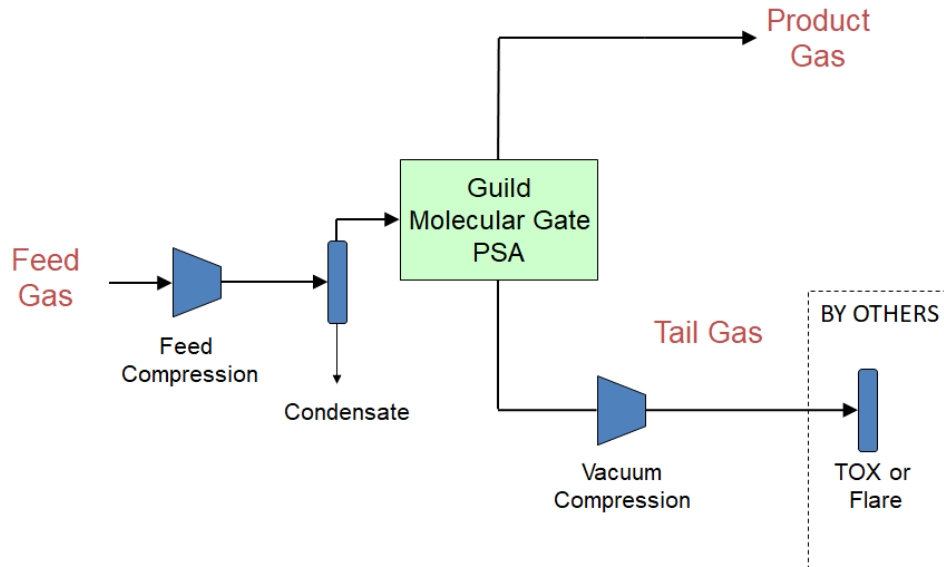 Product
Gas
Guild
Molecular Gate
PSA
Feed
Gas
Feed
Compression
Condensate
Tail Gas
BY OTHERS
Vacuum
Compression
TOX or
Flare